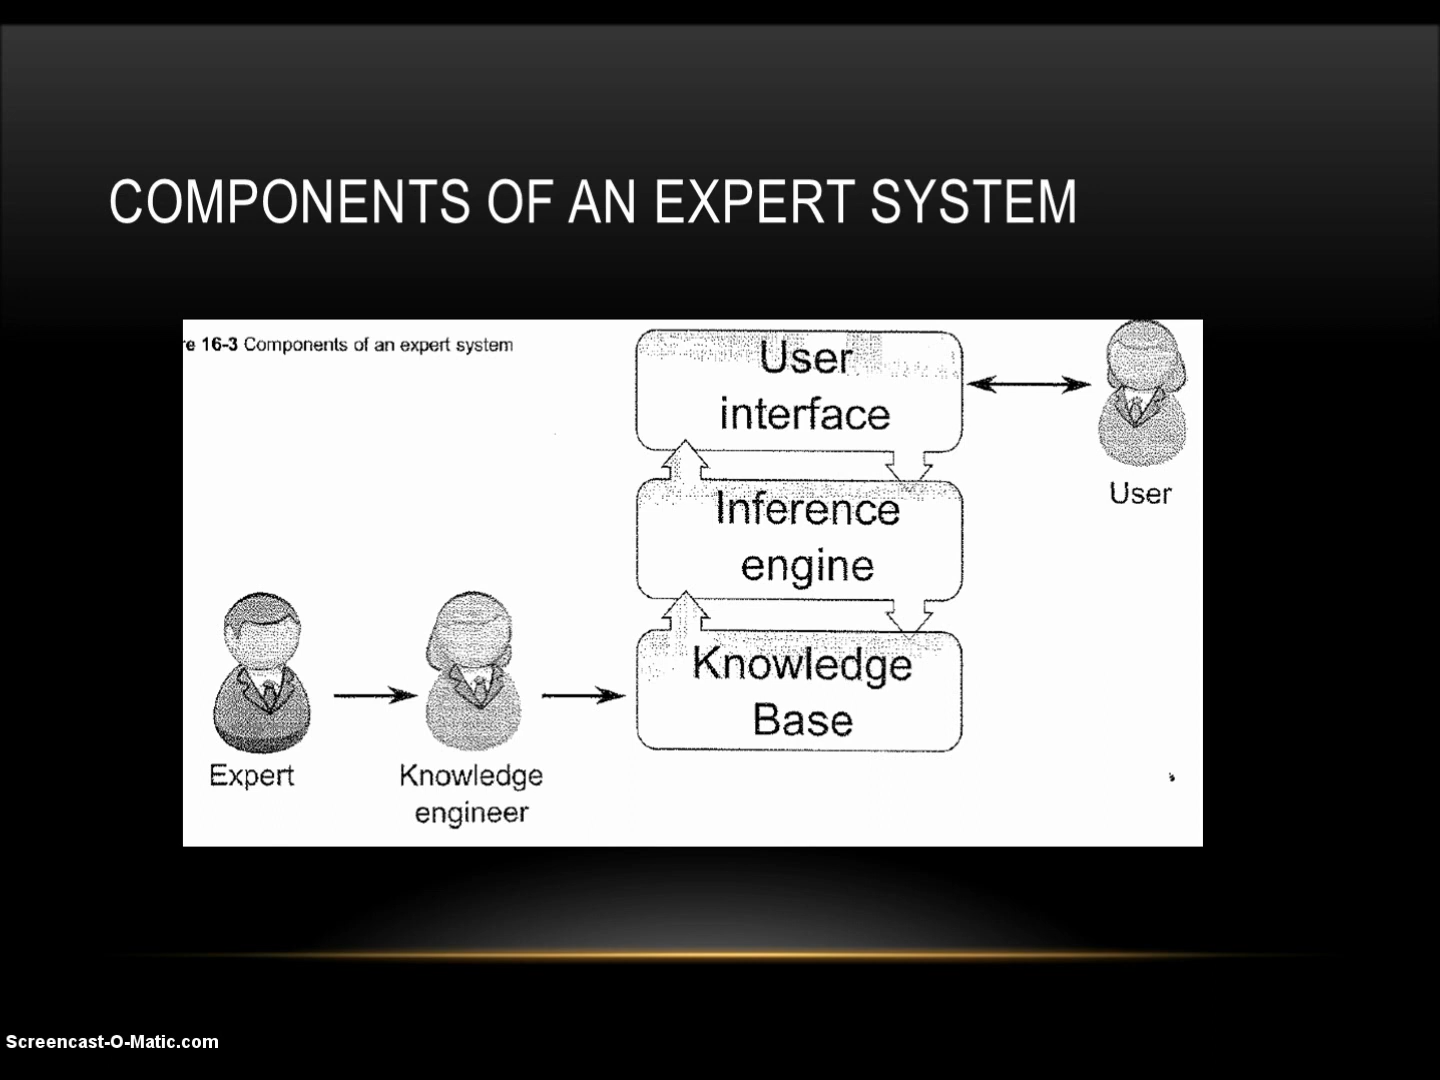 COMPONENTS OF AN EXPERT SYSTEM
re 16-3 Components of an expert system
User
interface
User
Inference
engine
Knowledge
Base
Expert
Knowledge
engineer
Screencast-O-Matic.com